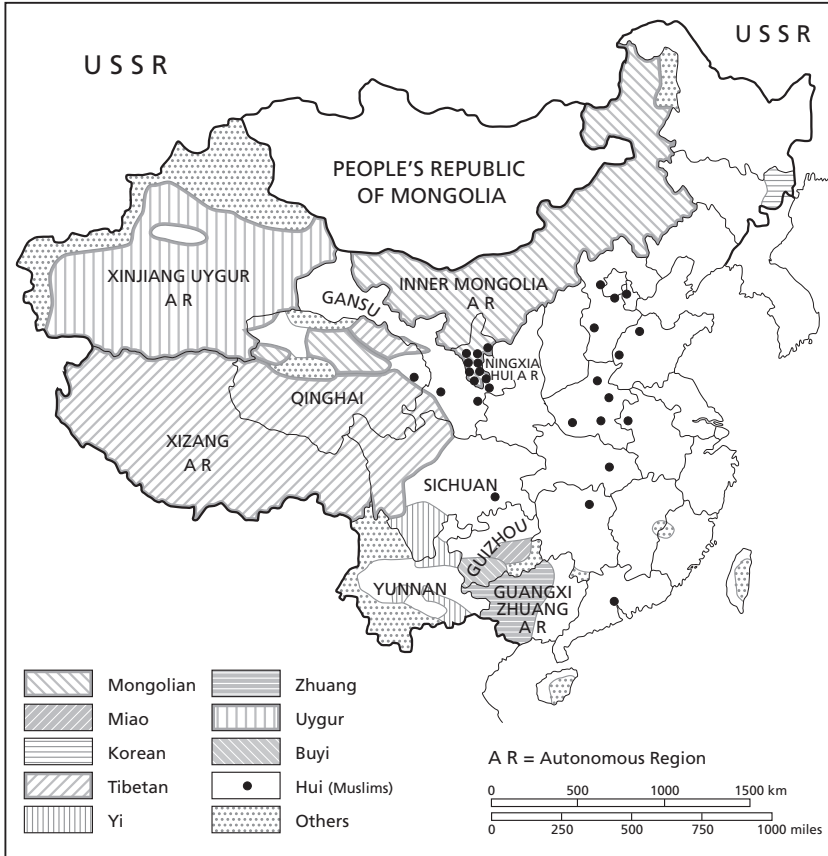 USSR
USSR
PEOPLE'S REPUBLIC
OF MONGOLIA
XINJIANG UYGUR
A R
GANSU
INNER MONGOLIA
A R
NINGXIA
HUI A R
QINGHAI
XIZANG
A R
SICHUAN
GUIZHOU
YUNNAN
GUANGXI
ZHUANG
A R
Mongolian
Miao
Korean
Tibetan
Yi
Zhuang
Uygur
Buyi
Hui (Muslims)
Others
A R = Autonomous Region
0 500 1000 1500 km
0 250 500 750 1000 miles